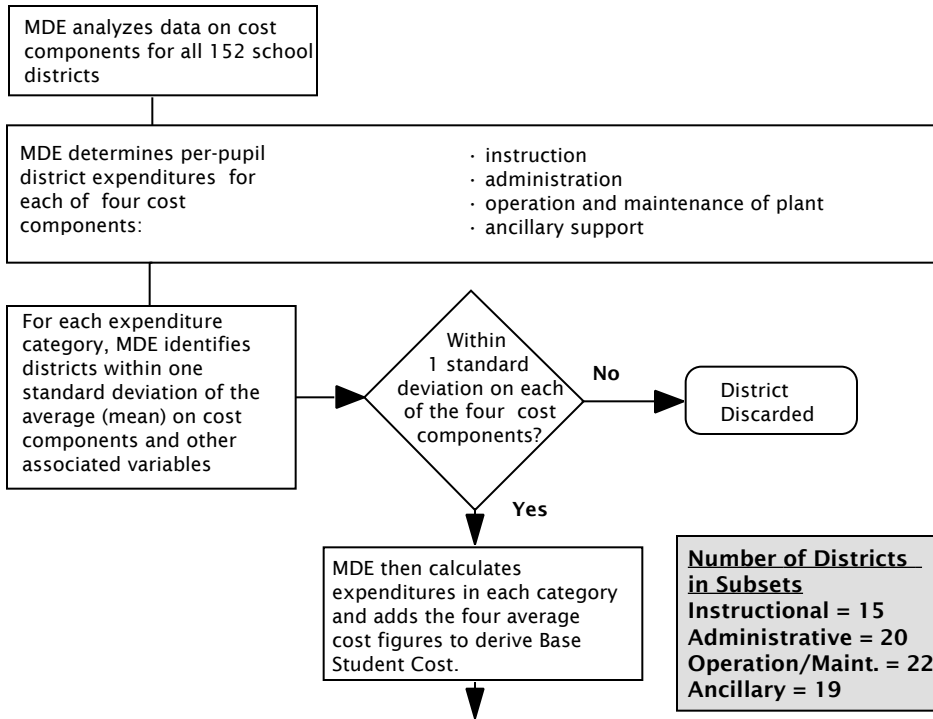 MDE analyzes data on cost
components for all 152 school
districts
MDE determines per-pupil
district expenditures for
each of four cost
components:
· instruction
· administration
· operation and maintenance of plant
· ancillary support
For each expenditure
category, MDE identifies
districts within one
standard deviation of the
average (mean) on cost
components and other
associated variables
Within
1 standard
deviation on each
of the four cost
components?
No
District
Discarded
Yes
MDE then calculates
expenditures in each category
and adds the four average
cost figures to derive Base
Student Cost.
Number of Districts
in Subsets
Instructional = 15
Administrative = 20
Operation/Maint. = 22
Ancillary = 19